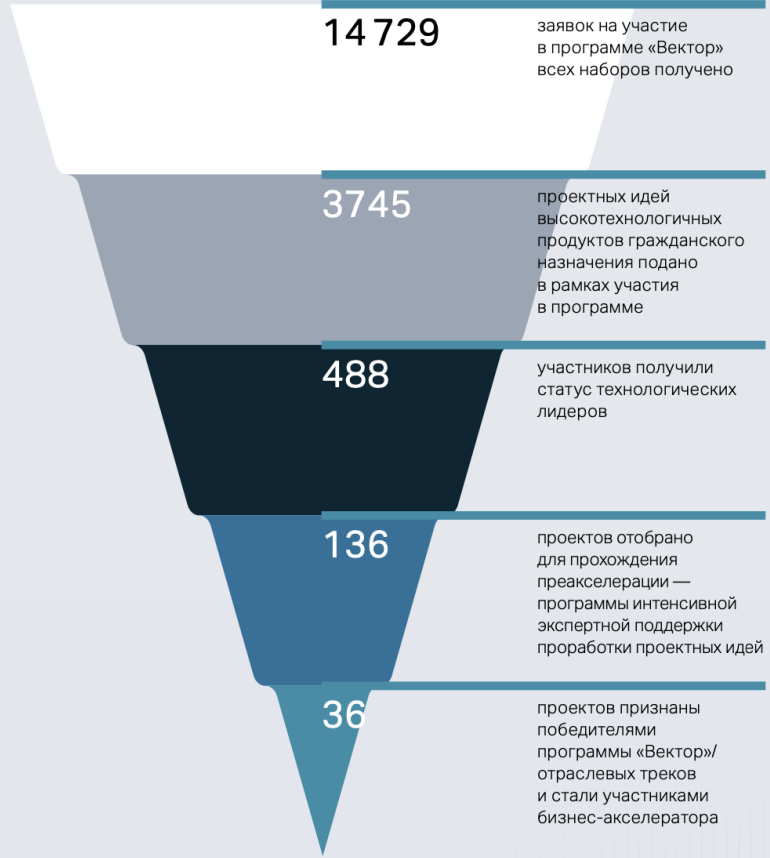 14 729
заявок на участие
в программе «Вектор»
всех наборов получено
3745
проектных идей
высокотехнологичных
продуктов гражданского
назначения подано
в рамках участия
в программе
488
участников получили
статус технологических
лидеров
136
проектов отобрано
для прохождения
преакселерации —
программы интенсивной
экспертной поддержки
проработки проектных идей
36
проектов признаны
победителями
программы «Вектор»/
отраслевых треков
и стали участниками
бизнес-акселератора